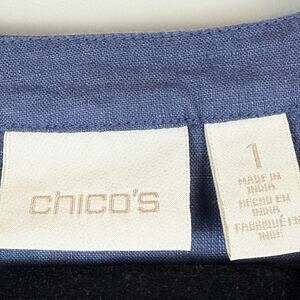 chico's
1
MADE IN
INDIA
HECHO EN
INDIA
FABRIQUÉ EN
INDE